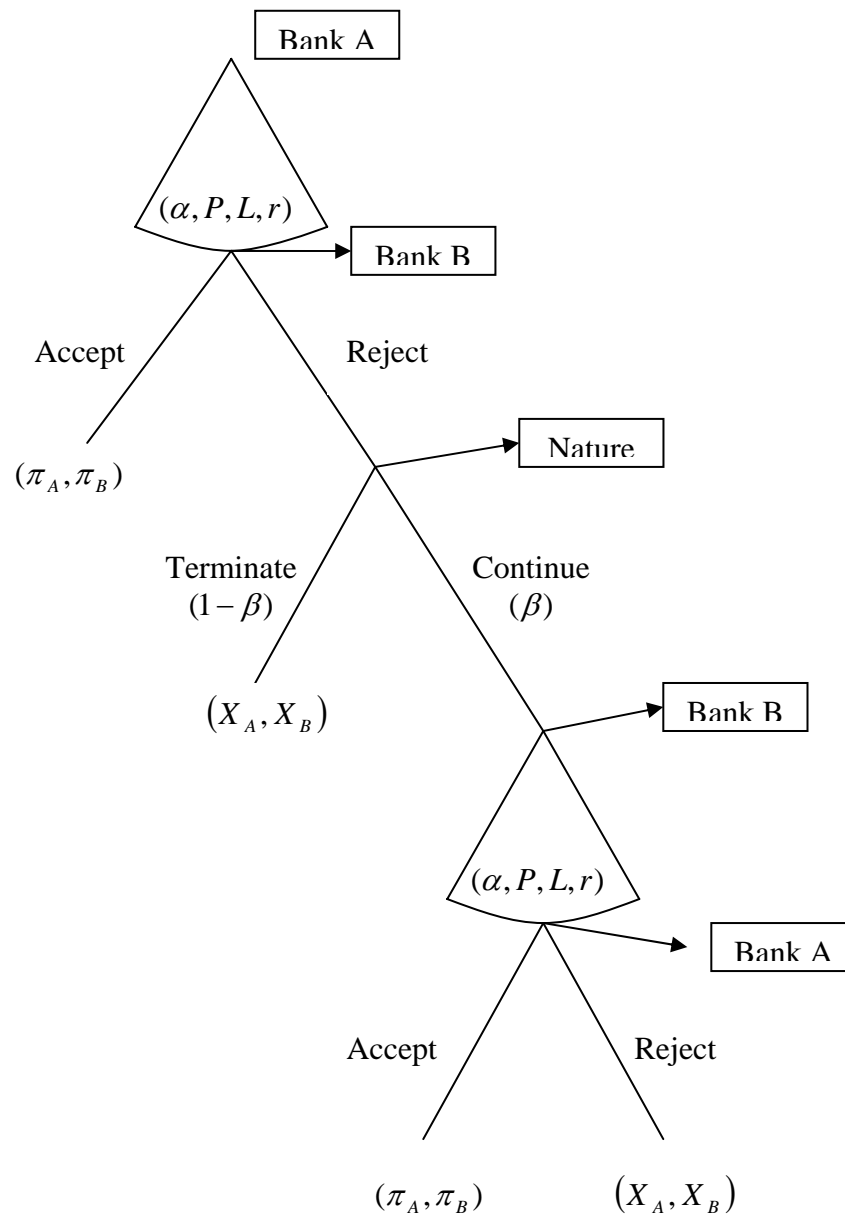 Bank A
(α, P, L, r)
Bank B
Accept
Reject
(π_A, π_B)
Nature
Terminate
(1 – β)
Continue
(β)
(X_A, X_B)
Bank B
(α, P, L, r)
Bank A
Accept
Reject
(π_A, π_B)
(X_A, X_B)